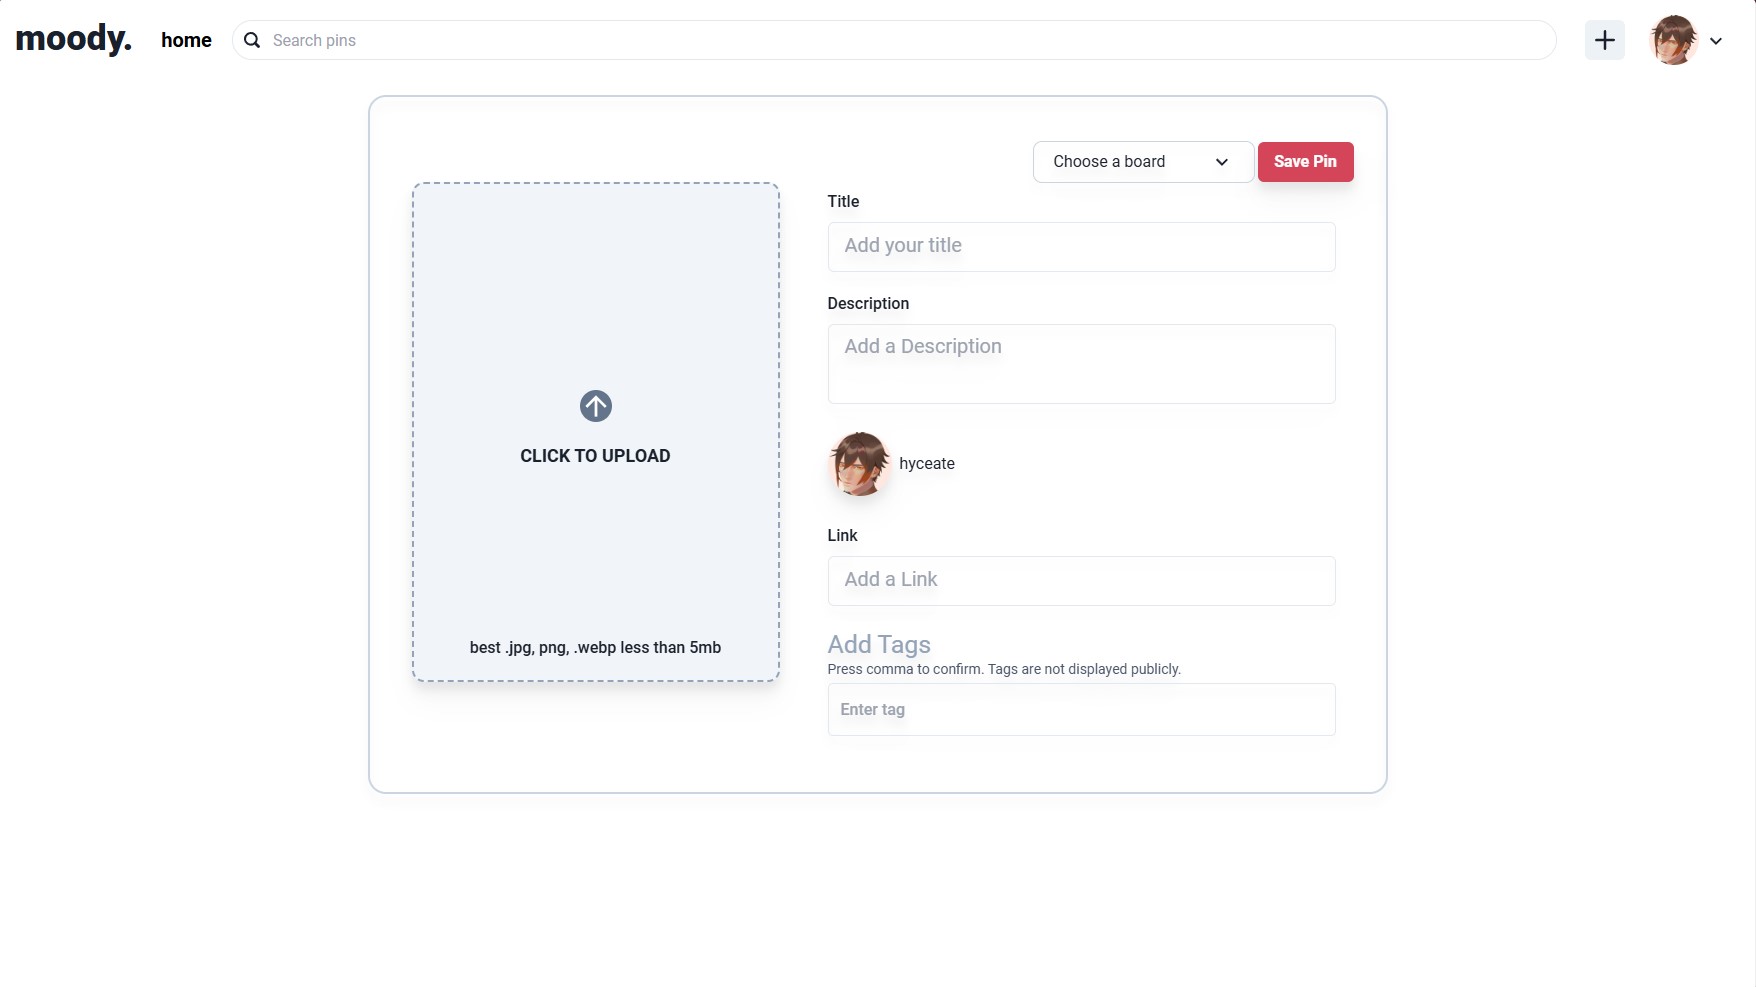 moody.
home
Search pins
Choose a board
Save Pin
Title
Add your title
Description
Add a Description
CLICK TO UPLOAD
hyceate
Link
Add a Link
best .jpg, png, .webp less than 5mb
Add Tags
Press comma to confirm. Tags are not displayed publicly.
Enter tag